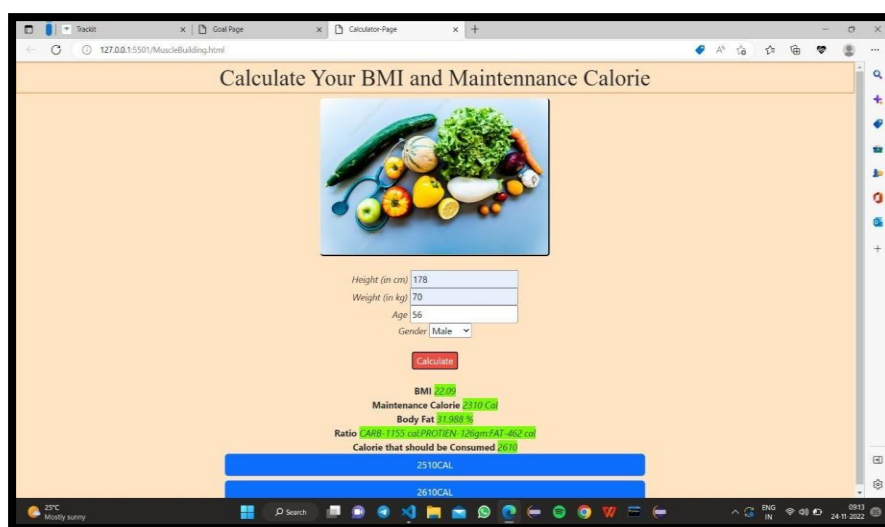 Trackit
Goal Page
Calculator-Page
127.0.0.1:5501/MuscleBuilding.html
Calculate Your BMI and Maintennance Calorie
Height (in cm) 178
Weight (in kg) 70
Age 56
Gender Male
Calculate
BMI 22.09
Maintenance Calorie 2310 Cal
Body Fat 31.988 %
Ratio CARB-1155 cal:PROTIEN-126gm:FAT-462 cal
Calorie that should be Consumed 2610
2510CAL
2610CAL
25°C
Mostly sunny
Search
ENG
IN
0913
24-11-2022